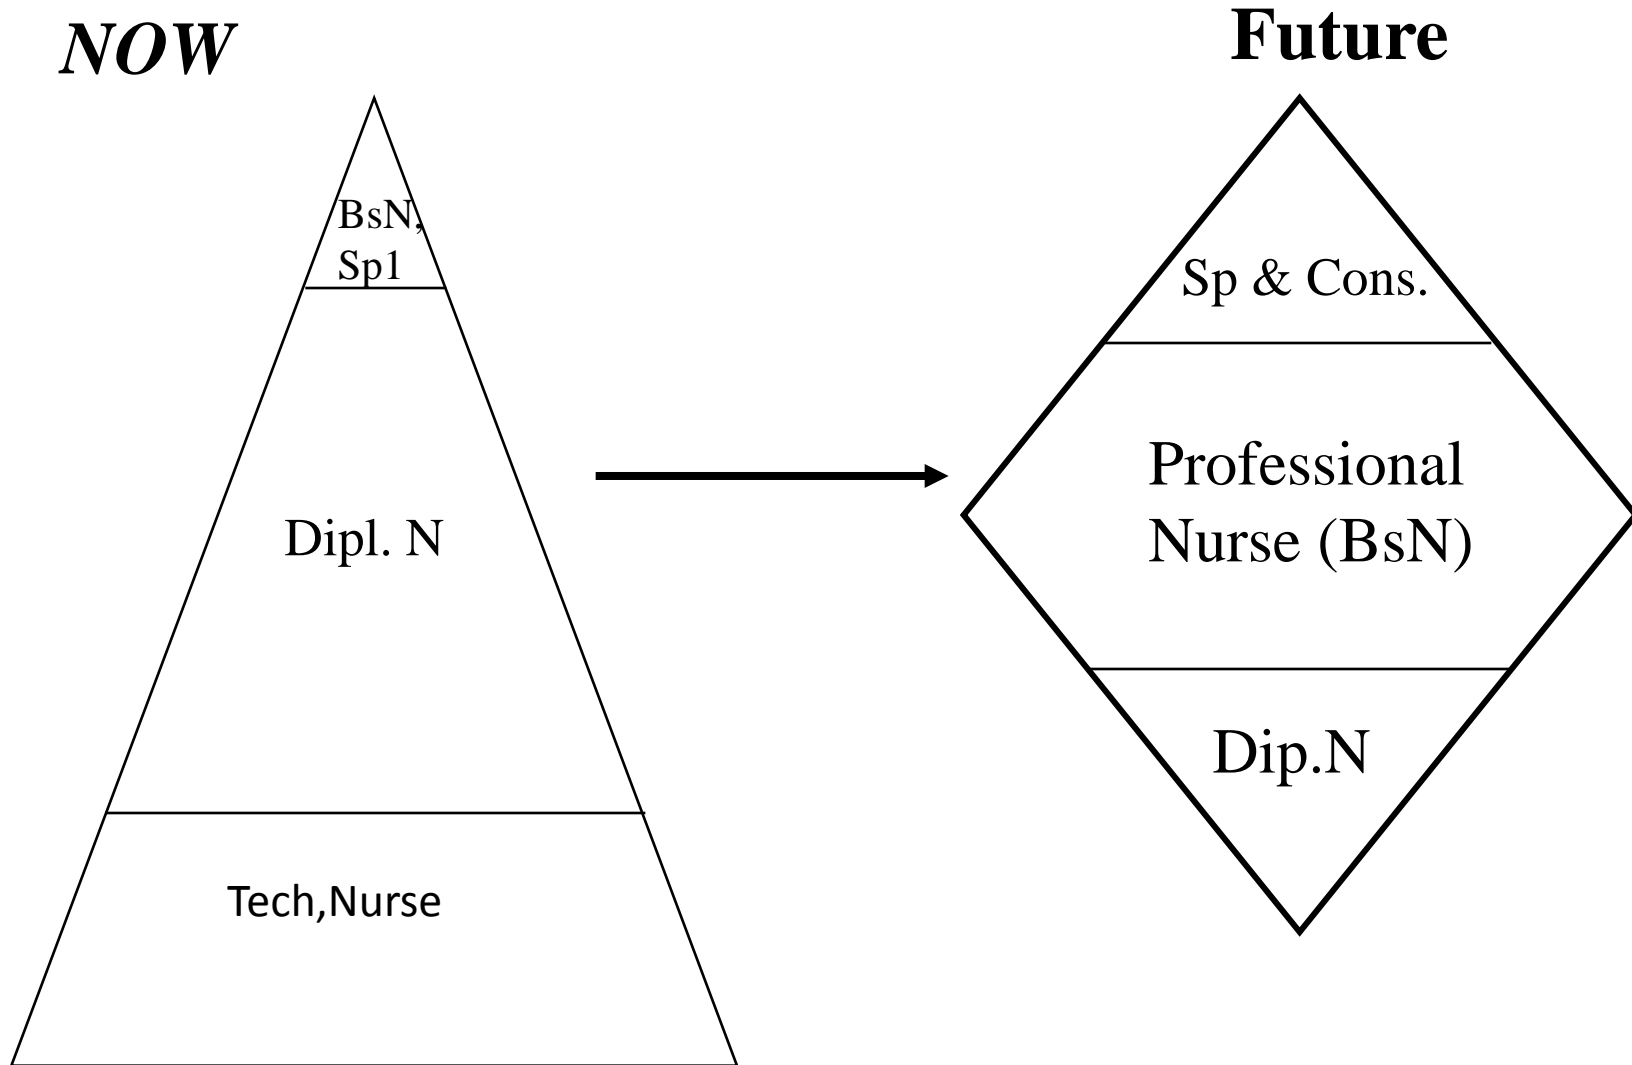 NOW
Future
BsN,
Sp1
Sp & Cons.
Dipl. N
Professional
Nurse (BsN)
Dip.N
Tech,Nurse